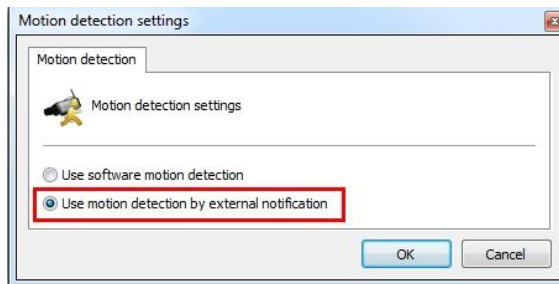 Motion detection settings
Motion detection
Motion detection settings
Use software motion detection
Use motion detection by external notification
OK
Cancel